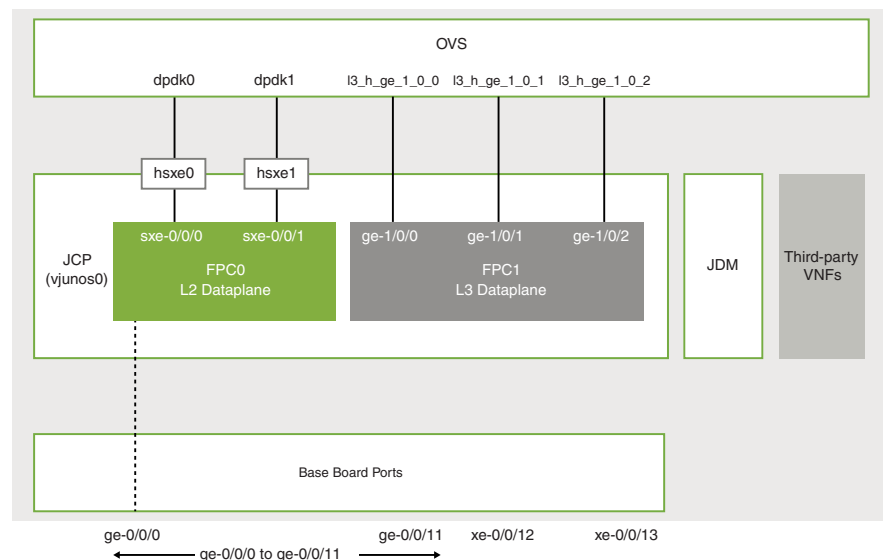 OVS
dpdk0 dpdk1 l3_h_ge_1_0_0 l3_h_ge_1_0_1 l3_h_ge_1_0_2
hsxe0 hsxe1
sxe-0/0/0 sxe-0/0/1 ge-1/0/0 ge-1/0/1 ge-1/0/2
JCP
(vjunos0)
FPC0
L2 Dataplane
FPC1
L3 Dataplane
JDM
Third-party
VNFs
Base Board Ports
ge-0/0/0 ge-0/0/11 xe-0/0/12 xe-0/0/13
ge-0/0/0 to ge-0/0/11